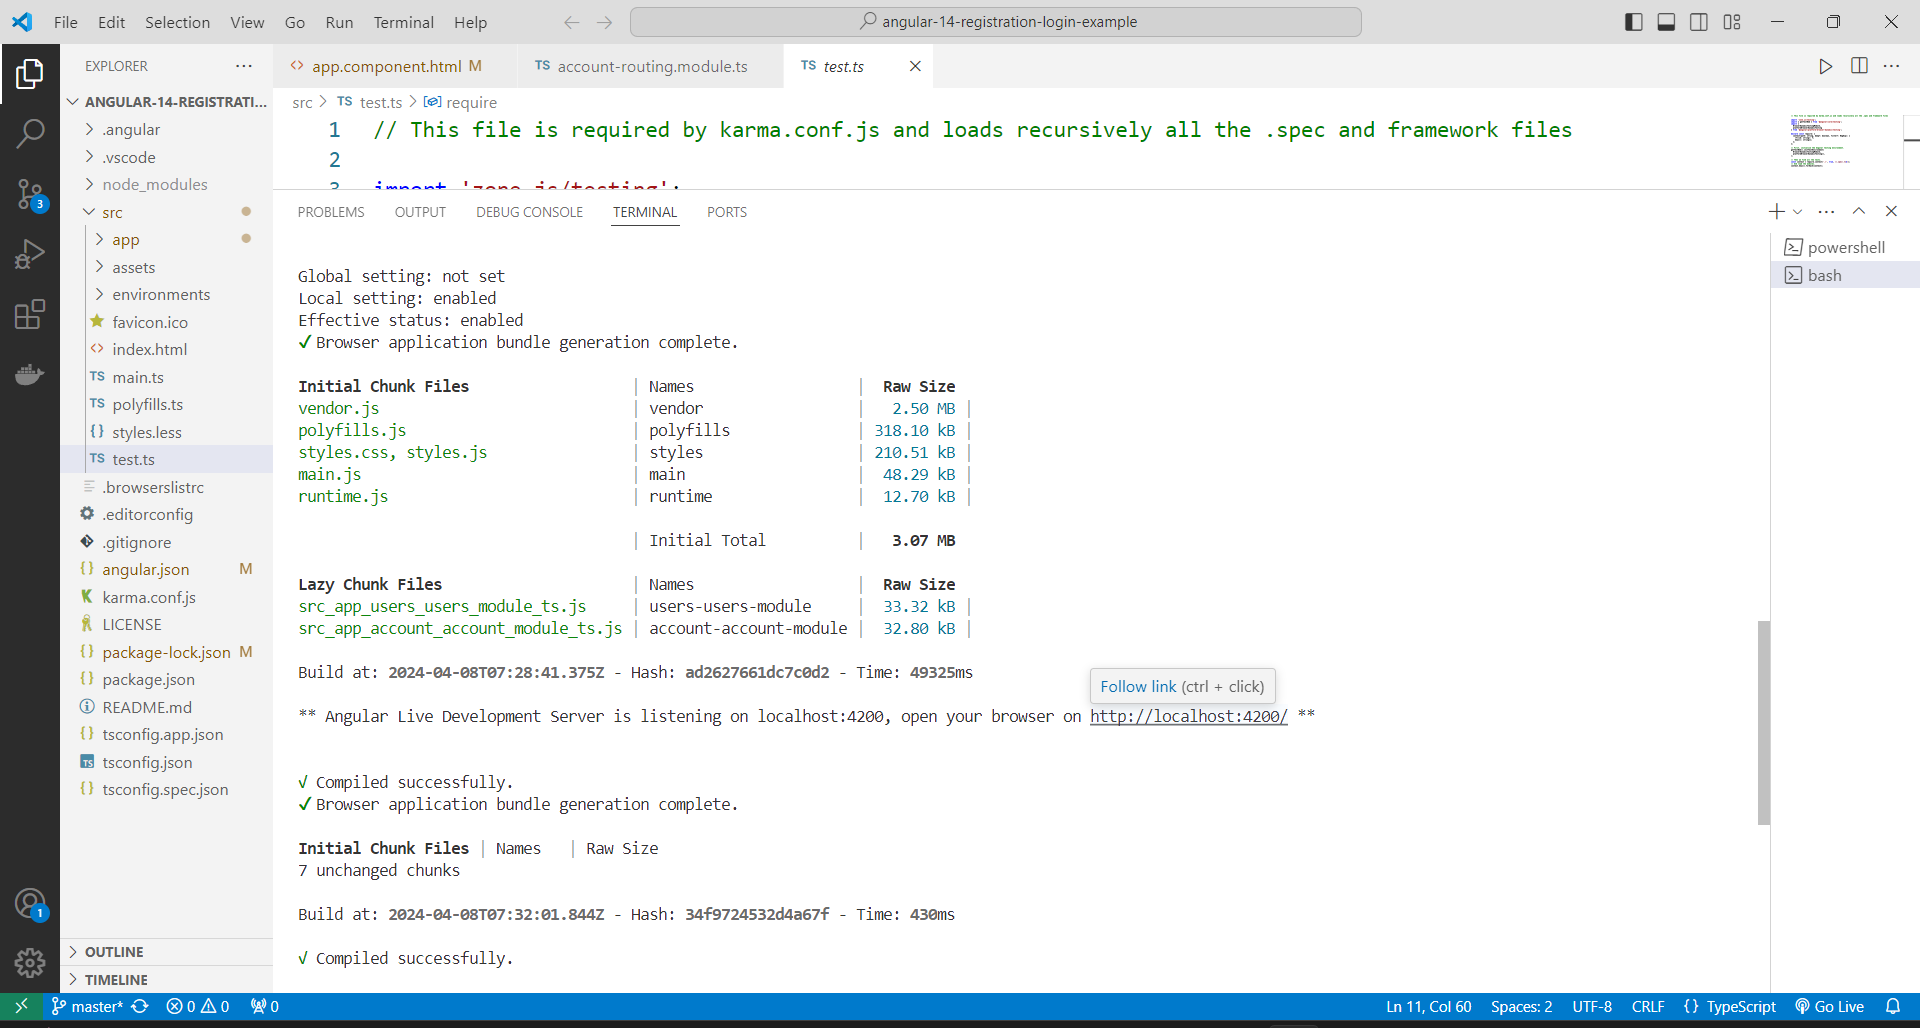 File Edit Selection View Go Run Terminal Help
angular-14-registration-login-example
EXPLORER
ANGULAR-14-REGISTRATI...
.angular
.vscode
node_modules
src
app
assets
environments
favicon.ico
index.html
TS main.ts
TS polyfills.ts
{} styles.less
TS test.ts
.browserslistrc
.editorconfig
.gitignore
{} angular.json M
karma.conf.js
LICENSE
{} package-lock.json M
{} package.json
README.md
{} tsconfig.app.json
TS tsconfig.json
{} tsconfig.spec.json
OUTLINE
TIMELINE
3
1
<> app.component.html M
TS account-routing.module.ts
TS test.ts
src > TS test.ts > require
1 // This file is required by karma.conf.js and loads recursively all the .spec and framework files
2
3 import 'zone.js/testing';
PROBLEMS OUTPUT DEBUG CONSOLE TERMINAL PORTS
powershell
bash
Global setting: not set
Local setting: enabled
Effective status: enabled
✓ Browser application bundle generation complete.
Initial Chunk Files | Names | Raw Size
vendor.js | vendor | 2.50 MB |
polyfills.js | polyfills | 318.10 kB |
styles.css, styles.js | styles | 210.51 kB |
main.js | main | 48.29 kB |
runtime.js | runtime | 12.70 kB |
| Initial Total | 3.07 MB
Lazy Chunk Files | Names | Raw Size
src_app_users_users_module_ts.js | users-users-module | 33.32 kB |
src_app_account_account_module_ts.js | account-account-module | 32.80 kB |
Build at: 2024-04-08T07:28:41.375Z - Hash: ad2627661dc7c0d2 - Time: 49325ms
Follow link (ctrl + click)
** Angular Live Development Server is listening on localhost:4200, open your browser on http://localhost:4200/ **
√ Compiled successfully.
✓ Browser application bundle generation complete.
Initial Chunk Files | Names | Raw Size
7 unchanged chunks
Build at: 2024-04-08T07:32:01.844Z - Hash: 34f9724532d4a67f - Time: 430ms
√ Compiled successfully.
master* 0 0 0 Ln 11, Col 60 Spaces: 2 UTF-8 CRLF {} TypeScript Go Live